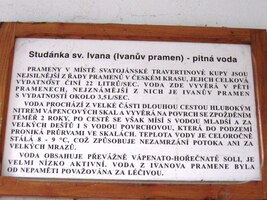 Studánka sv. Ivana (Ivanův pramen) - pitná voda
PRAMENY V MÍSTĚ SVATOJÁNSKÉ TRAVERTINOVÉ KUPY JSOU
NEJSILNĚJŠÍ Z ŘADY PRAMENŮ V ČESKÉM KRASU, JEJICH CELKOVÁ
VYDATNOST ČINÍ 22 LITRŮ/SEC. VODA ZDE VYVĚRÁ V PĚTI
PRAMENECH, NEJZNÁMĚJŠÍ Z NICH JE IVANŮV PRAMEN
S VYDATNOSTÍ OKOLO 3,5L/SEC.
VODA PROCHÁZÍ Z VELKÉ ČÁSTI DLOUHOU CESTOU HLUBOKÝM
NITREM VÁPENCOVÝCH SKAL A VYVĚRÁ NA POVRCH SE ZPOŽDĚNÍM
TÉMĚŘ 2 ROKY, PO CESTĚ SE VŠAK MÍSÍ S VODOU MLADŠÍ A ZA
VELKÝCH DEŠŤŮ I S VODOU POVRCHOVOU, KTERÁ DO PODZEMÍ
PRONIKÁ PRŮRVAMI VE SKALÁCH. TEPLOTA VODY JE CELOROČNĚ
STÁLÁ 8 - 9 °C, COŽ ZPŮSOBUJE NEZAMRZÁNÍ POTOKA ANI ZA
VELKÝCH MRAZŮ.
VODA OBSAHUJE PŘEVÁŽNĚ VÁPENATO-HOŘEČNATÉ SOLI, JE
VELMI NÍZKO AKTIVNÍ. VODA Z IVANOVA PRAMENE BYLA
OD NEPAMĚTI POVAŽOVÁNA ZA LÉČIVOU.